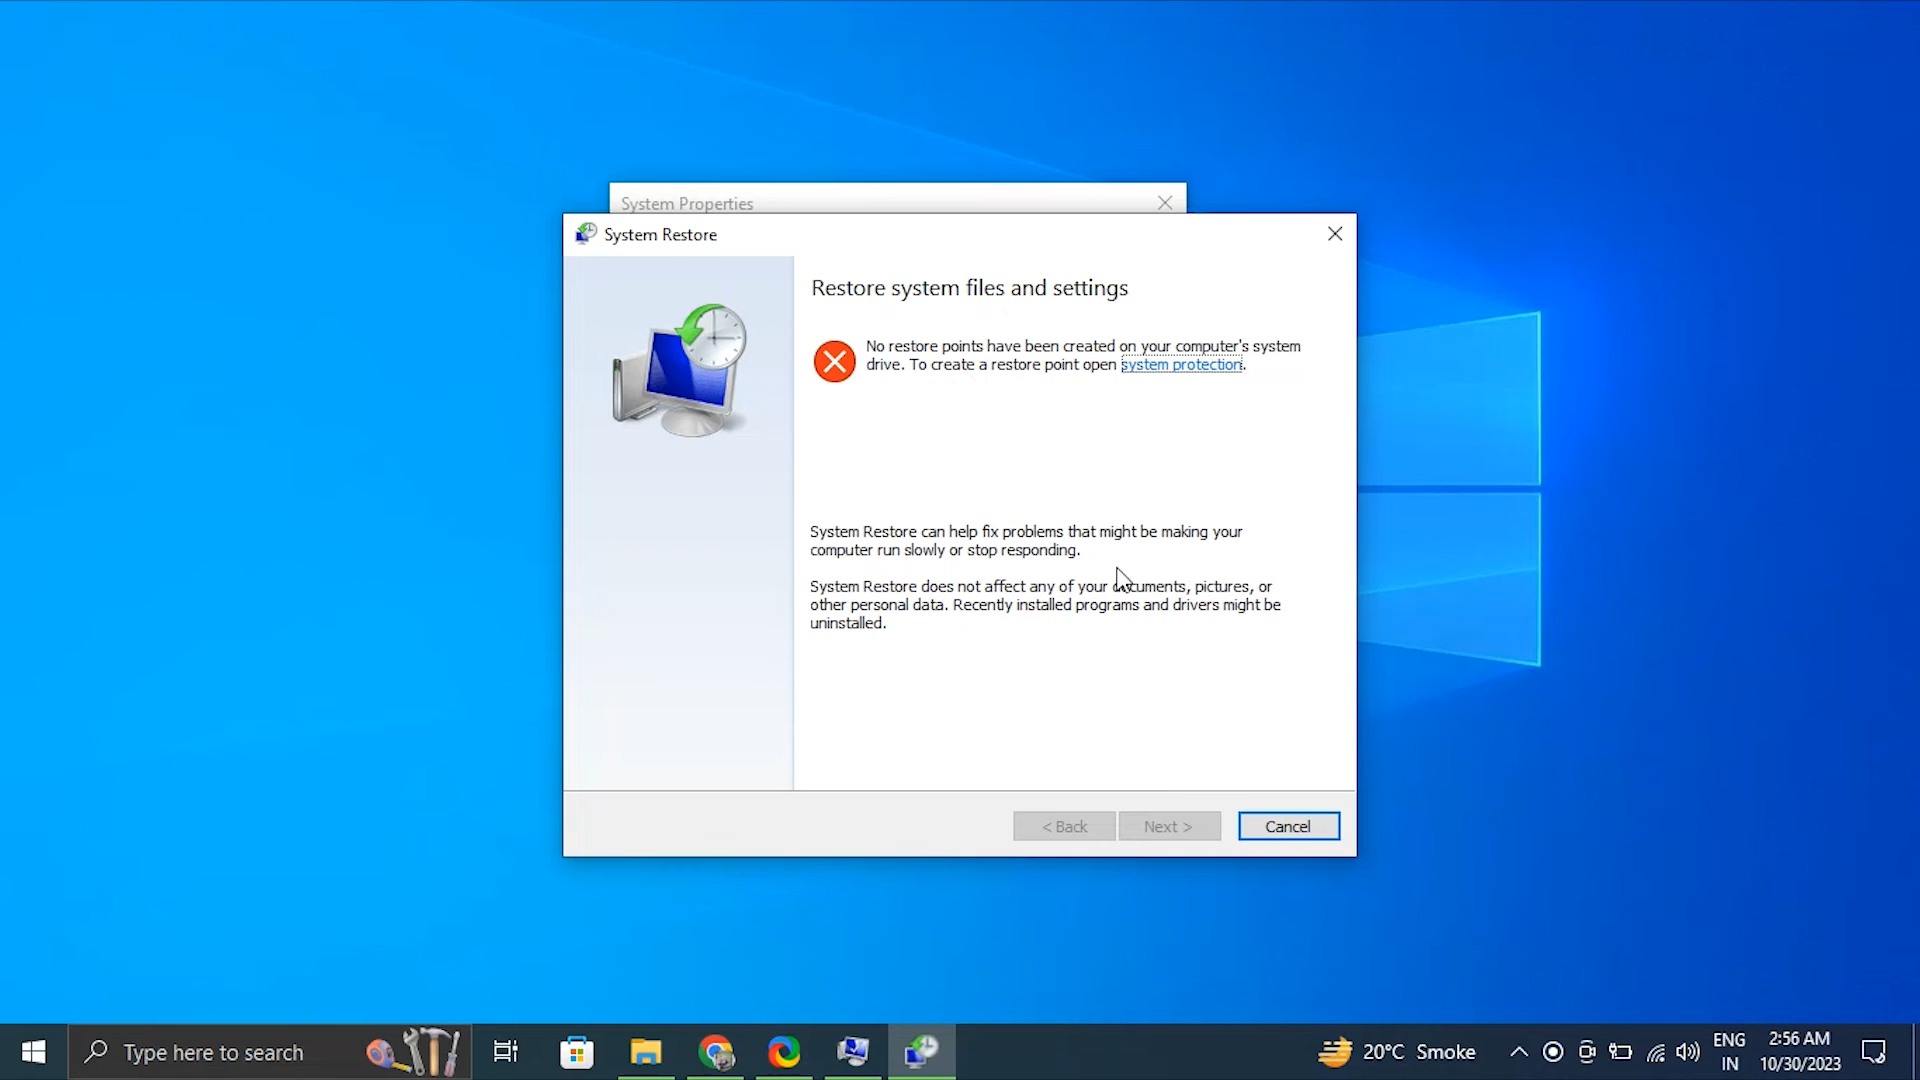 System Properties
System Restore
Restore system files and settings
No restore points have been created on your computer's system
drive. To create a restore point open system protection.
System Restore can help fix problems that might be making your
computer run slowly or stop responding.
System Restore does not affect any of your documents, pictures, or
other personal data. Recently installed programs and drivers might be
uninstalled.
< Back
Next >
Cancel
Type here to search
20°C Smoke
ENG
IN
2:56 AM
10/30/2023